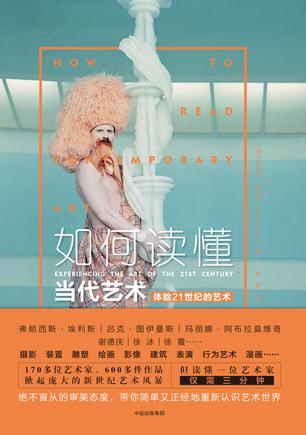 HOW TO
READ
CONTEMPORARY
ART
如何读懂
EXPERIENCING THE ART OF THE 21ST CENTURY
当代艺术 体验21世纪的艺术
弗朗西斯·埃利斯|吕克·图伊曼斯|玛丽娜·阿布拉莫维奇
谢德庆|徐冰|徐震……
摄影 装置 雕塑 绘画 影像 建筑 表演 行为艺术 漫画……
170多位艺术家、600多件作品 但读懂一位艺术家
掀起庞大的新世纪艺术风暴 仅需三分钟
绝不盲从的审美态度,带你简单又正经地重新认识艺术世界
中信出版集团